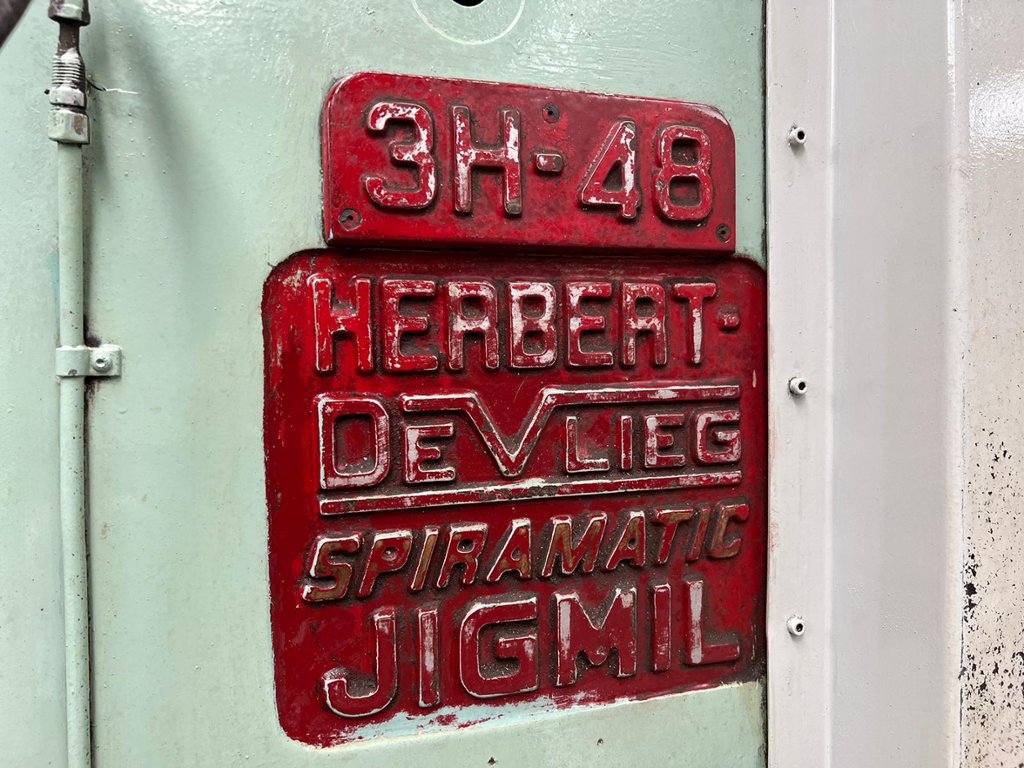 3H-48
HERBERT-
DEVLIEG
SPIRAMATIC
JIGMIL